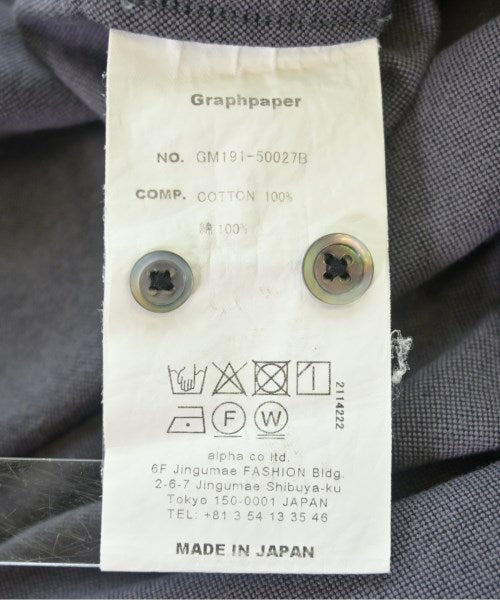 Graphpaper
NO. GM191-50027B
COMP. COTTON 100%
綿 100%
F W
2114222
alpha co ltd.
6F Jingumae FASHION Bldg.
2-6-7 Jingumae Shibuya-ku
Tokyo 150-0001 JAPAN
TEL: +81 3 54 13 35 46
MADE IN JAPAN